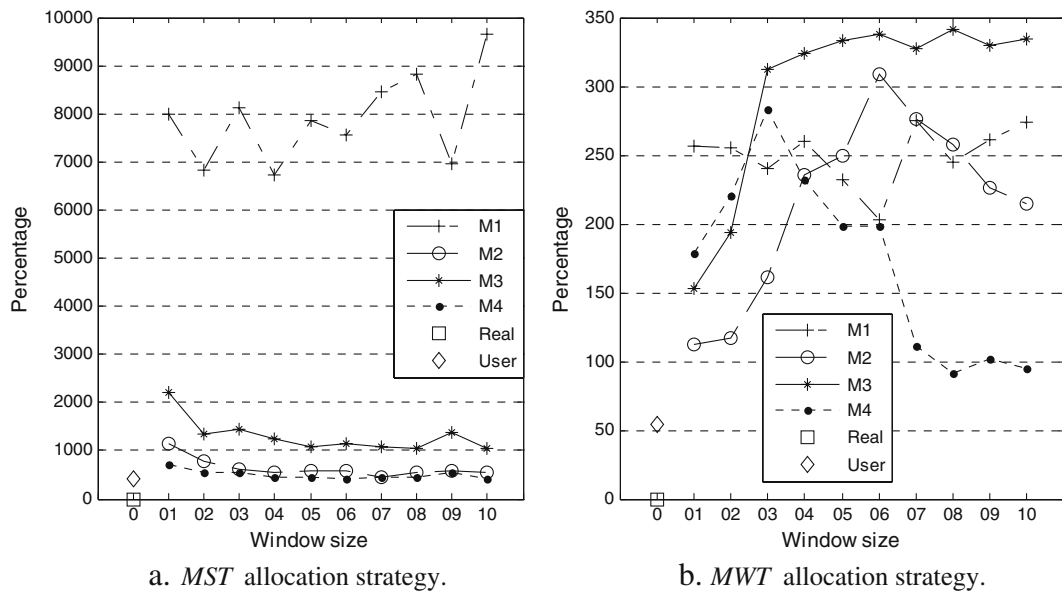 10000
9000
8000
7000
6000
5000
4000
3000
2000
1000
0
Percentage
M1
M2
M3
M4
Real
User
0 01 02 03 04 05 06 07 08 09 10
Window size
a. MST allocation strategy.
350
300
250
200
150
100
50
0
Percentage
M1
M2
M3
M4
Real
User
0 01 02 03 04 05 06 07 08 09 10
Window size
b. MWT allocation strategy.